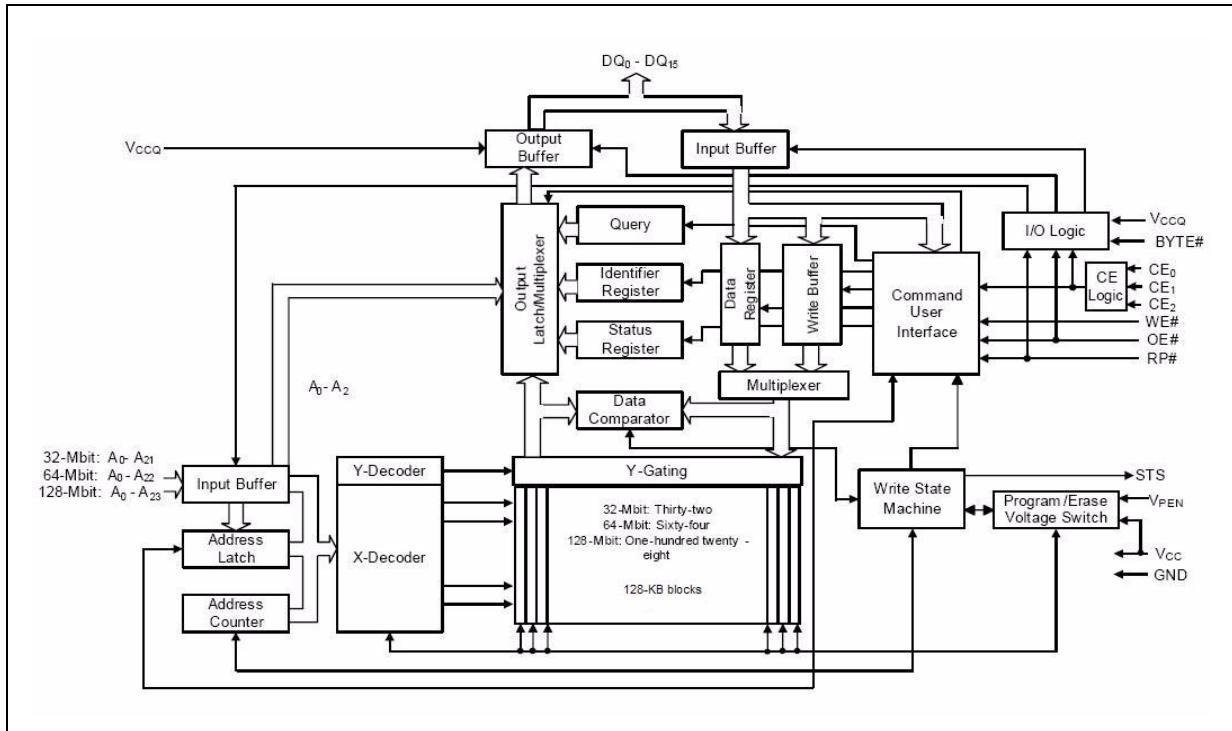 DQ0 - DQ15
VCCQ
Output
Buffer
Input Buffer
Output
Latch/Multiplexer
Query
Identifier
Register
Status
Register
Data
Register
Write Buffer
Command
User
Interface
I/O Logic
VCCQ
BYTE#
CE
Logic
CE0
CE1
CE2
WE#
OE#
RP#
Multiplexer
Data
Comparator
A0- A2
32-Mbit: A0- A21
64-Mbit: A0 - A22
128-Mbit: A0 - A23
Input Buffer
Address
Latch
Address
Counter
Y-Decoder
X-Decoder
Y-Gating
32-Mbit: Thirty-two
64-Mbit: Sixty-four
128-Mbit: One-hundred twenty -
eight
128-KB blocks
Write State
Machine
STS
Program/Erase
Voltage Switch
VPEN
VCC
GND